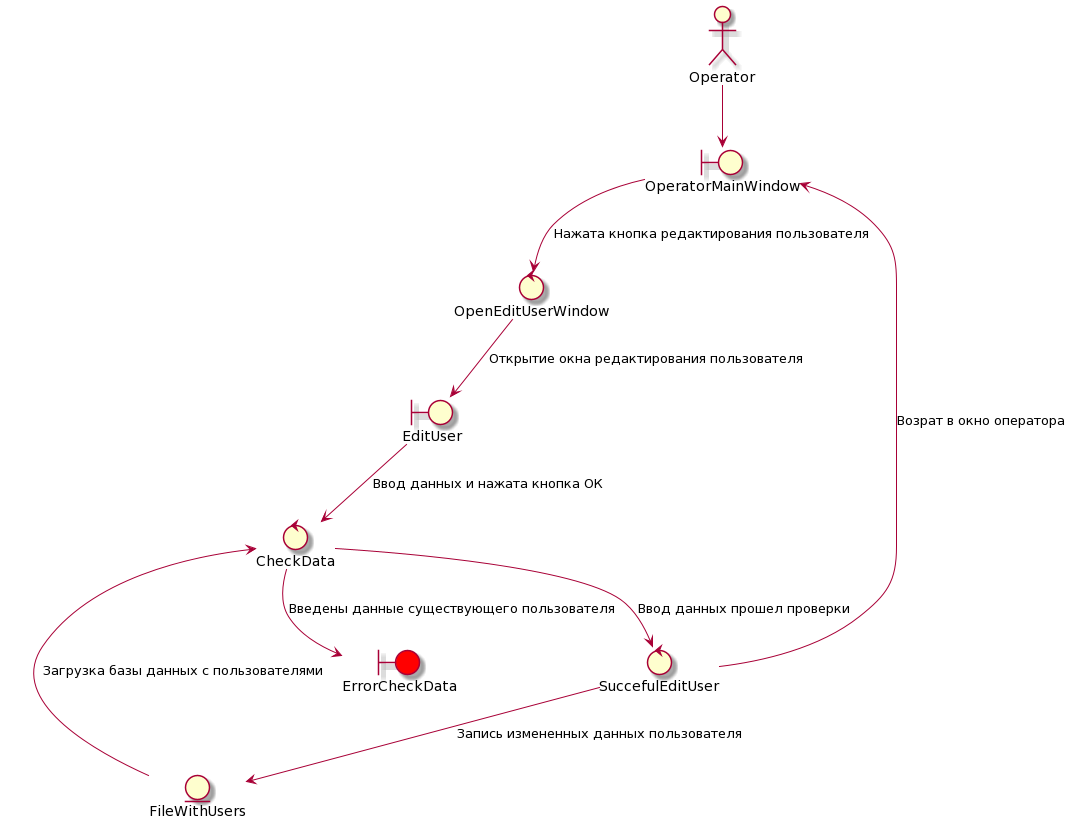 Operator
OperatorMainWindow
Нажата кнопка редактирования пользователя
OpenEditUserWindow
Открытие окна редактирования пользователя
EditUser
Возрат в окно оператора
Ввод данных и нажата кнопка ОК
CheckData
Введены данные существующего пользователя
Ввод данных прошел проверки
Загрузка базы данных с пользователями
ErrorCheckData
SuccefulEditUser
Запись измененных данных пользователя
FileWithUsers